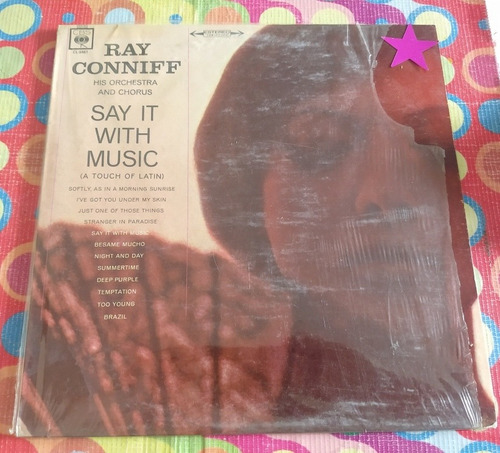 CBS
STEREO
RAY
CONNIFF
HIS ORCHESTRA
AND CHORUS
SAY IT
WITH
MUSIC
(A TOUCH OF LATIN)
SOFTLY, AS IN A MORNING SUNRISE
I'VE GOT YOU UNDER MY SKIN
JUST ONE OF THOSE THINGS
STRANGER IN PARADISE
SAY IT WITH MUSIC
BESAME MUCHO
NIGHT AND DAY
SUMMERTIME
DEEP PURPLE
TEMPTATION
TOO YOUNG
BRAZIL